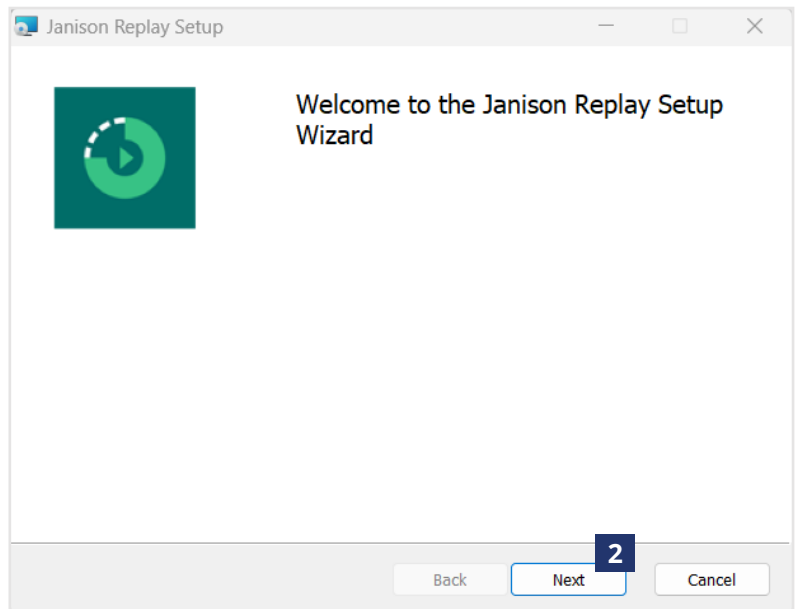 Janison Replay Setup
Welcome to the Janison Replay Setup
Wizard
2
Back
Next
Cancel